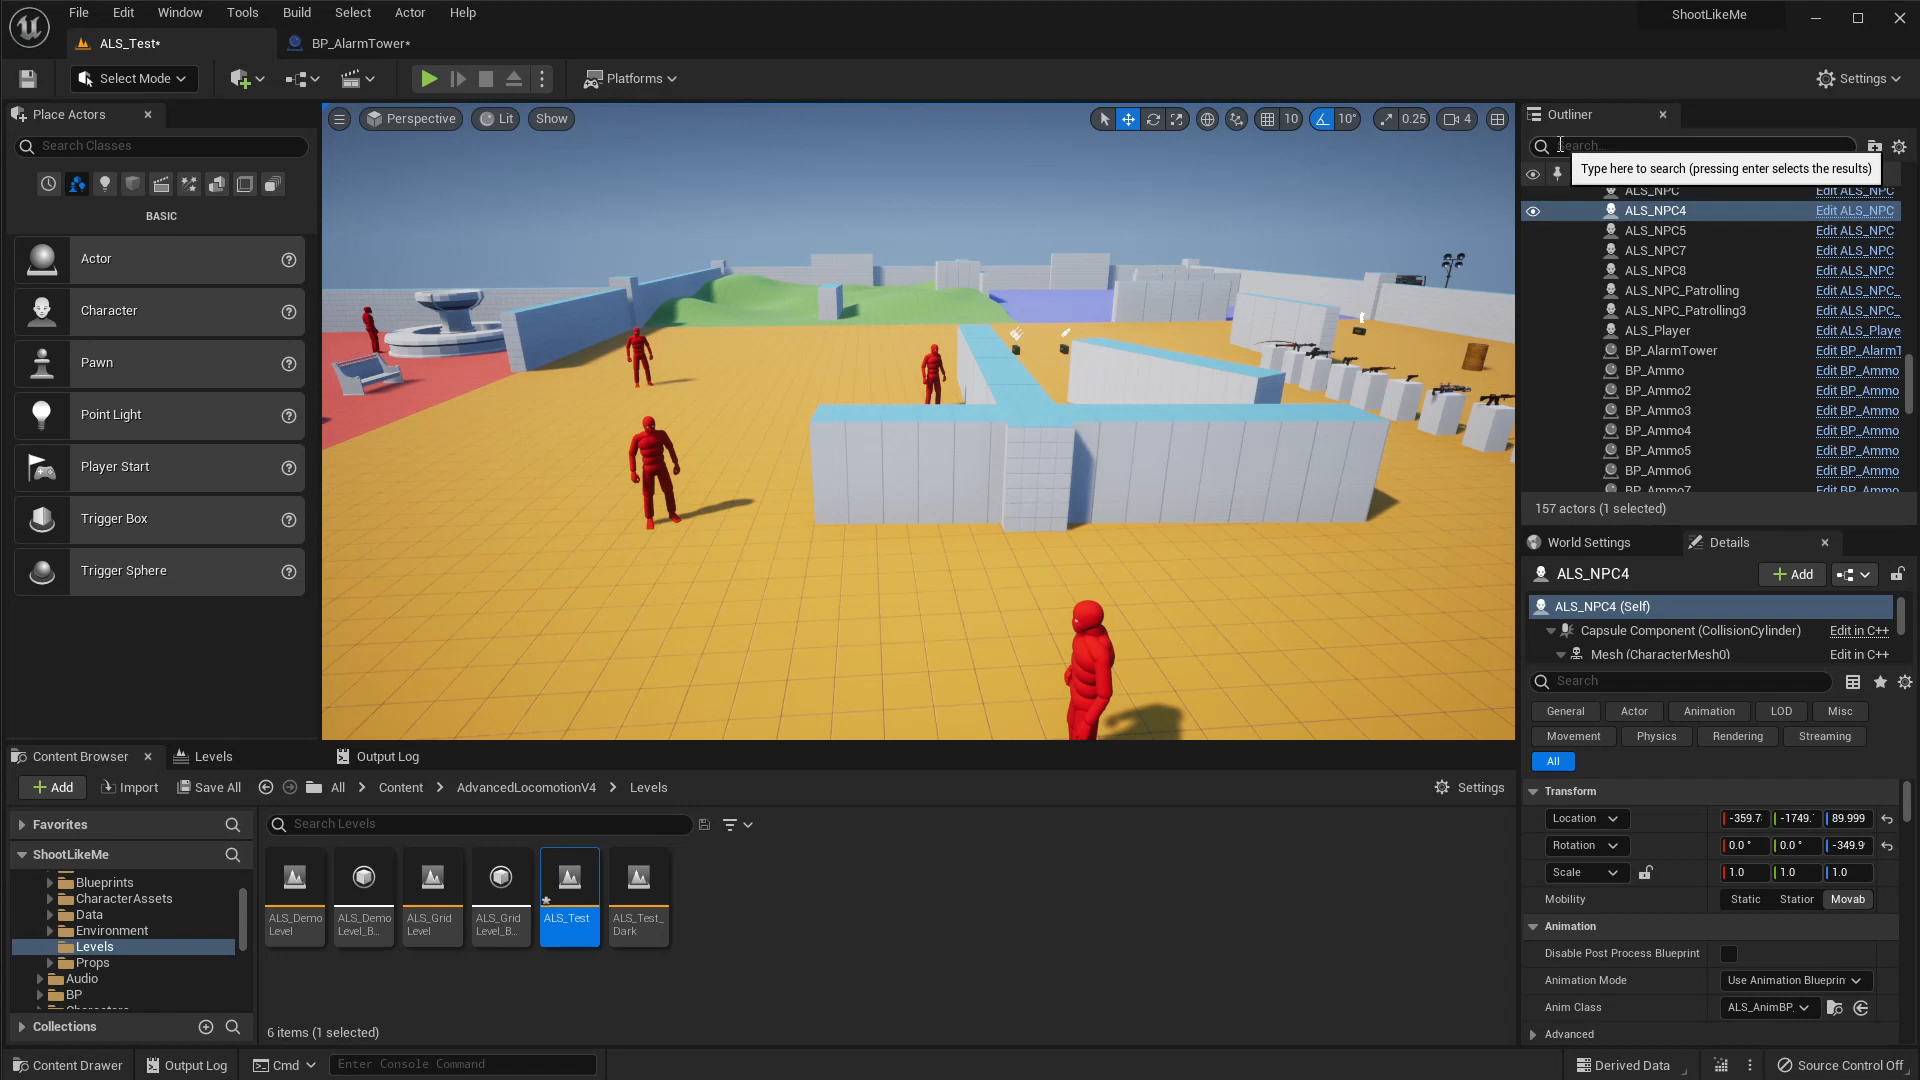 File Edit Window Tools Build Select Actor Help
ShootLikeMe
ALS_Test*
BP_AlarmTower*
Select Mode
Platforms
Settings
Place Actors
Search Classes
BASIC
Actor
Character
Pawn
Point Light
Player Start
Trigger Box
Trigger Sphere
Perspective
Lit
Show
10
10°
0.25
4
Outliner
Search...
Type here to search (pressing enter selects the results)
ALS_NPC Edit ALS_NPC
ALS_NPC4 Edit ALS_NPC
ALS_NPC5 Edit ALS_NPC
ALS_NPC7 Edit ALS_NPC
ALS_NPC8 Edit ALS_NPC
ALS_NPC_Patrolling Edit ALS_NPC_
ALS_NPC_Patrolling3 Edit ALS_NPC_
ALS_Player Edit ALS_Playe
BP_AlarmTower Edit BP_AlarmT
BP_Ammo Edit BP_Ammo
BP_Ammo2 Edit BP_Ammo
BP_Ammo3 Edit BP_Ammo
BP_Ammo4 Edit BP_Ammo
BP_Ammo5 Edit BP_Ammo
BP_Ammo6 Edit BP_Ammo
BP_Ammo7 Edit BP_Ammo
157 actors (1 selected)
World Settings
Details
ALS_NPC4
Add
ALS_NPC4 (Self)
Capsule Component (CollisionCylinder) Edit in C++
Mesh (CharacterMesh0) Edit in C++
Search
General Actor Animation LOD Misc
Movement Physics Rendering Streaming
All
Transform
Location -359.7 -1749. 89.999
Rotation 0.0 ° 0.0 ° -349.9
Scale 1.0 1.0 1.0
Mobility Static Station Movab
Animation
Disable Post Process Blueprint
Animation Mode Use Animation Blueprin
Anim Class ALS_AnimBP.
Advanced
Content Browser
Levels
Output Log
Add
Import
Save All
All > Content > AdvancedLocomotionV4 > Levels
Settings
Favorites
ShootLikeMe
Blueprints
CharacterAssets
Data
Environment
Levels
Props
Audio
BP
Collections
Search Levels
ALS_Demo
Level
ALS_Demo
Level_B...
ALS_Grid
Level
ALS_Grid
Level_B...
ALS_Test
ALS_Test_
Dark
6 items (1 selected)
Content Drawer
Output Log
Cmd
Enter Console Command
Derived Data
Source Control Off